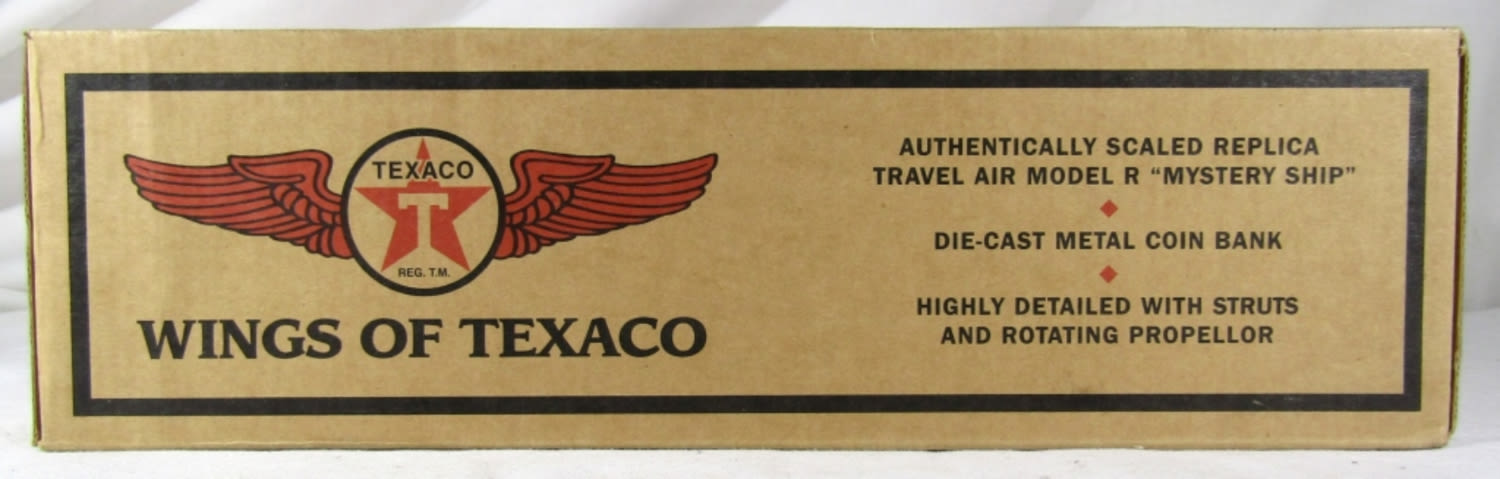 TEXACO
T
REG. T.M.
WINGS OF TEXACO
AUTHENTICALLY SCALED REPLICA
TRAVEL AIR MODEL R “MYSTERY SHIP”
DIE-CAST METAL COIN BANK
HIGHLY DETAILED WITH STRUTS
AND ROTATING PROPELLOR